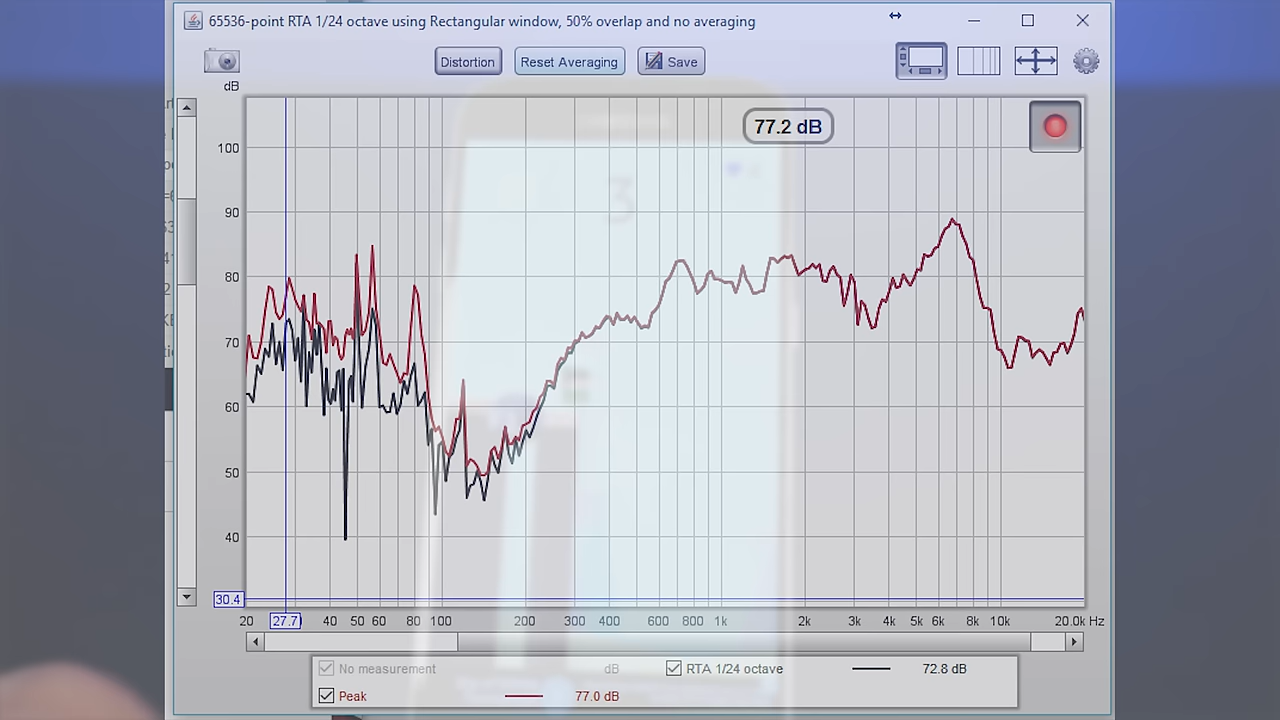 65536-point RTA 1/24 octave using Rectangular window, 50% overlap and no averaging
Distortion
Reset Averaging
Save
dB
77.2 dB
100
90
80
70
60
50
40
30.4
20 27.7 40 50 60 80 100 200 300 400 600 800 1k 2k 3k 4k 5k 6k 8k 10k 20.0k Hz
No measurement dB
RTA 1/24 octave 72.8 dB
Peak 77.0 dB
3